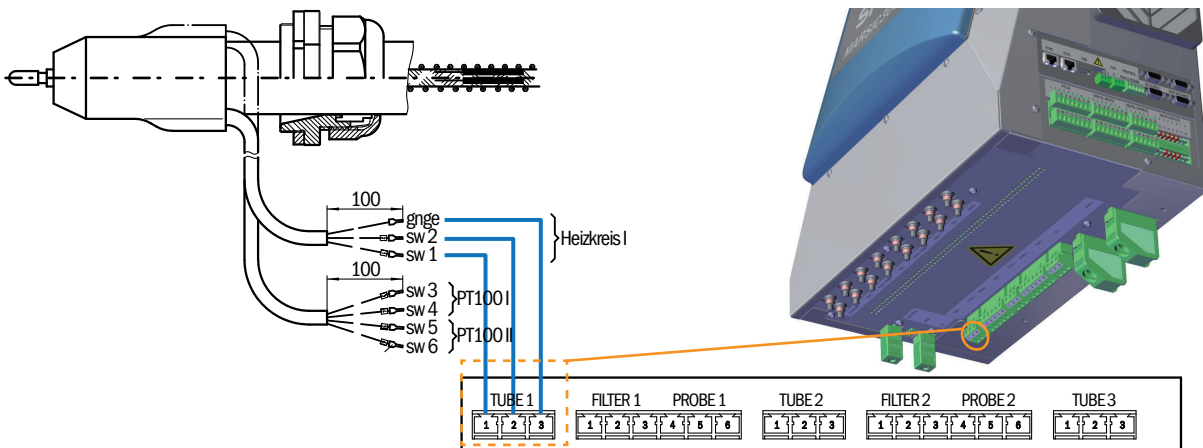 MARSIC300
100
gnge
sw 2
sw 1
Heizkreis I
100
sw 3
sw 4
PT100 I
sw 5
sw 6
PT100 II
TUBE 1
FILTER 1
PROBE 1
TUBE 2
FILTER 2
PROBE 2
TUBE 3
1 2 3
1 2 3 4 5 6
1 2 3
1 2 3 4 5 6
1 2 3